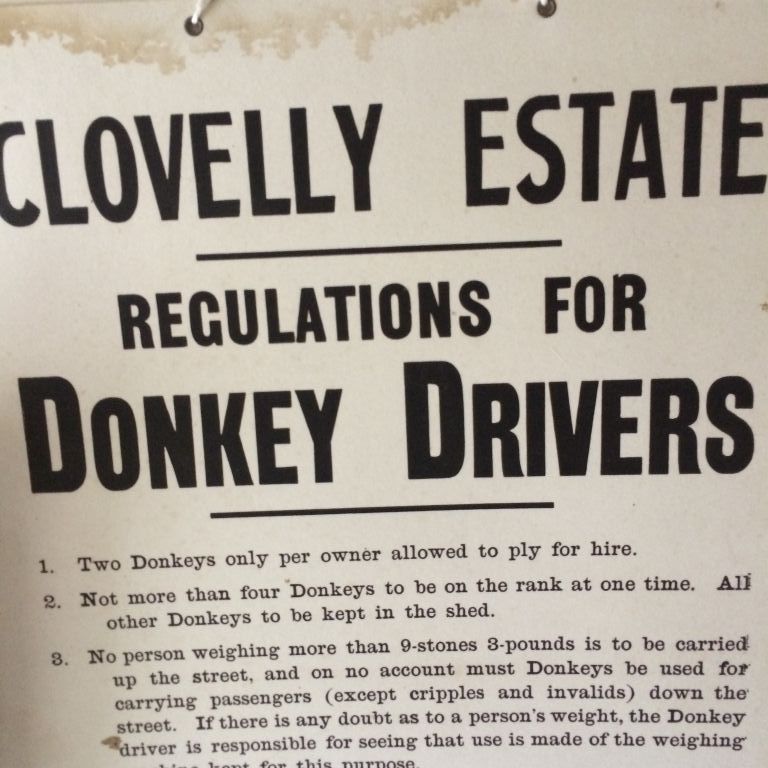 CLOVELLY ESTATE
REGULATIONS FOR
DONKEY DRIVERS
1. Two Donkeys only per owner allowed to ply for hire.
2. Not more than four Donkeys to be on the rank at one time. All
other Donkeys to be kept in the shed.
3. No person weighing more than 9-stones 3-pounds is to be carried
up the street, and on no account must Donkeys be used for
carrying passengers (except cripples and invalids) down the
street. If there is any doubt as to a person's weight, the Donkey
driver is responsible for seeing that use is made of the weighing
kept for this purpose.